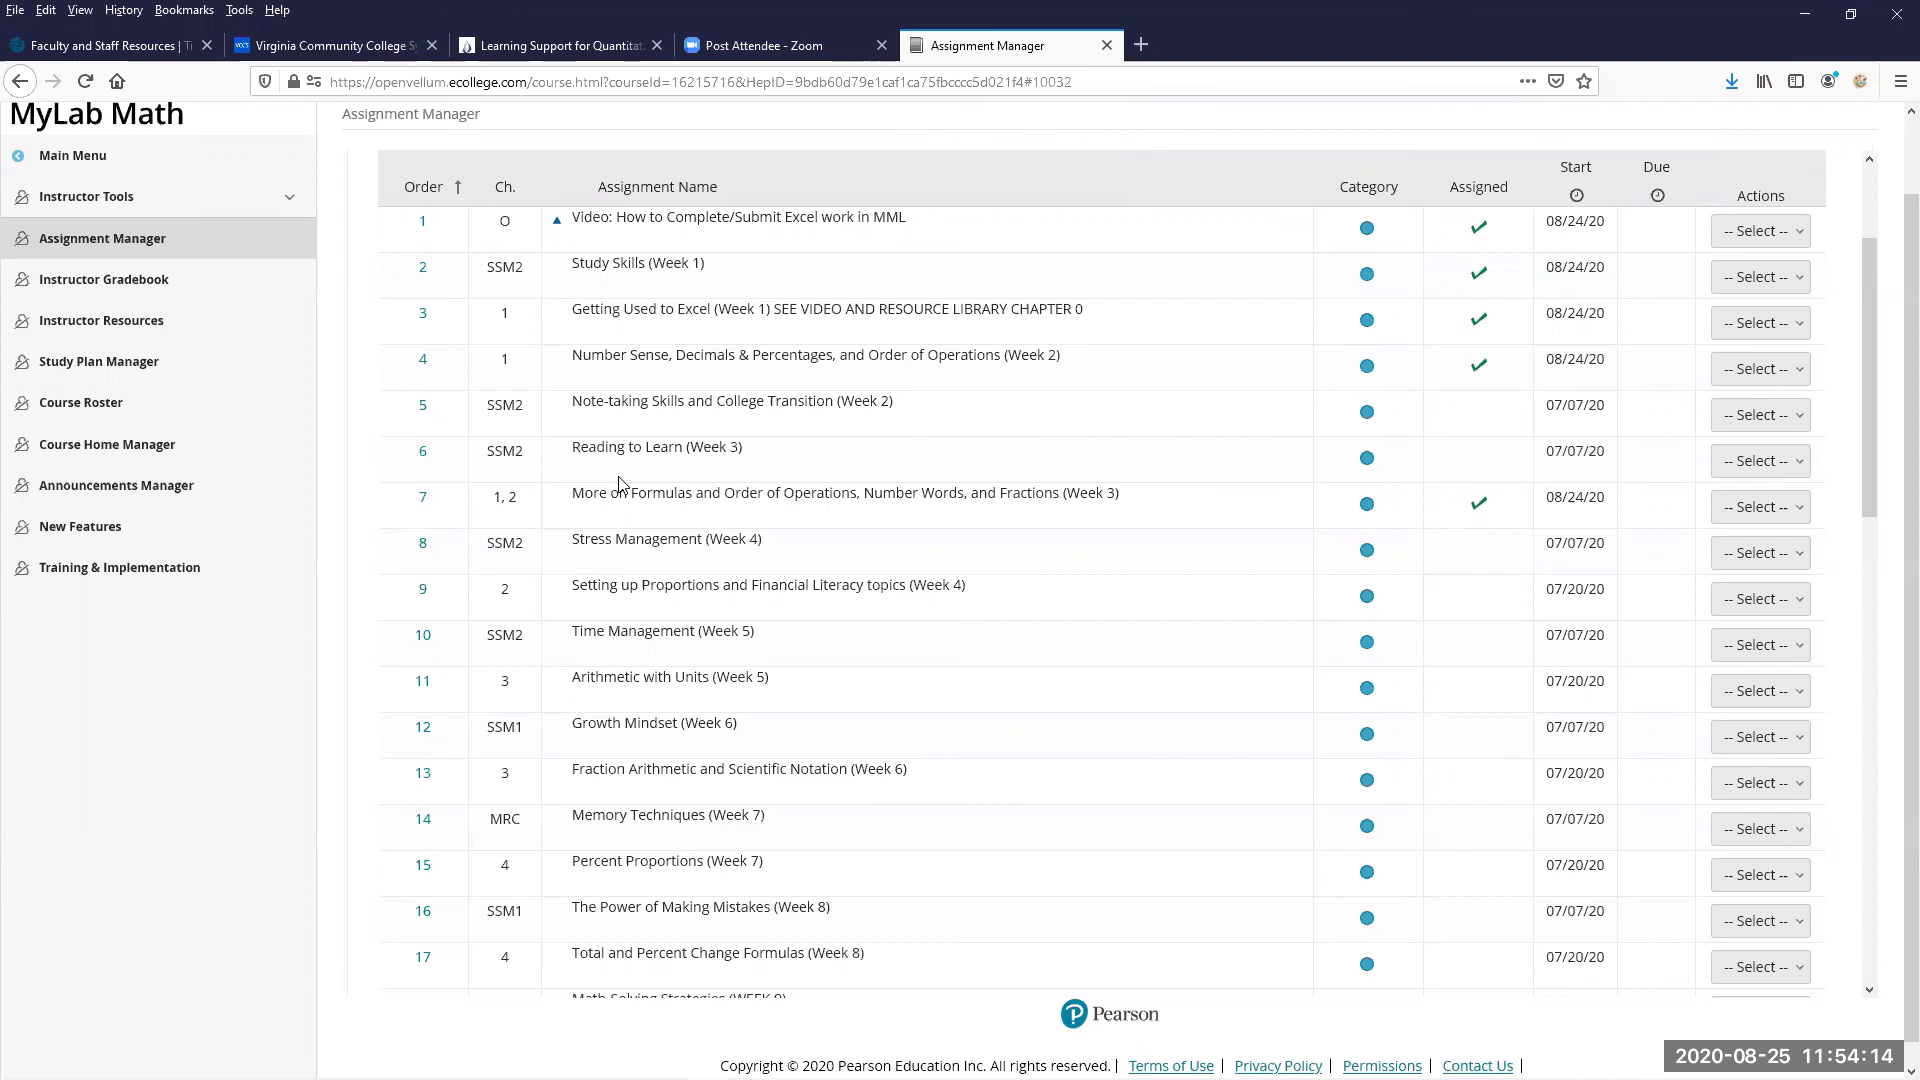 File Edit View History Bookmarks Tools Help
Faculty and Staff Resources | Ti
Virginia Community College Sy
Learning Support for Quantitat
Post Attendee - Zoom
Assignment Manager
https://openvellum.ecollege.com/course.html?courseId=16215716&HepID=9bdb60d79e1caf1ca75fbcccc5d021f4#10032
MyLab Math
Main Menu
Instructor Tools
Assignment Manager
Instructor Gradebook
Instructor Resources
Study Plan Manager
Course Roster
Course Home Manager
Announcements Manager
New Features
Training & Implementation
Assignment Manager
Order Ch. Assignment Name Category Assigned Start Due Actions
1 O Video: How to Complete/Submit Excel work in MML 08/24/20 -- Select --
2 SSM2 Study Skills (Week 1) 08/24/20 -- Select --
3 1 Getting Used to Excel (Week 1) SEE VIDEO AND RESOURCE LIBRARY CHAPTER 0 08/24/20 -- Select --
4 1 Number Sense, Decimals & Percentages, and Order of Operations (Week 2) 08/24/20 -- Select --
5 SSM2 Note-taking Skills and College Transition (Week 2) 07/07/20 -- Select --
6 SSM2 Reading to Learn (Week 3) 07/07/20 -- Select --
7 1, 2 More on Formulas and Order of Operations, Number Words, and Fractions (Week 3) 08/24/20 -- Select --
8 SSM2 Stress Management (Week 4) 07/07/20 -- Select --
9 2 Setting up Proportions and Financial Literacy topics (Week 4) 07/20/20 -- Select --
10 SSM2 Time Management (Week 5) 07/07/20 -- Select --
11 3 Arithmetic with Units (Week 5) 07/20/20 -- Select --
12 SSM1 Growth Mindset (Week 6) 07/07/20 -- Select --
13 3 Fraction Arithmetic and Scientific Notation (Week 6) 07/20/20 -- Select --
14 MRC Memory Techniques (Week 7) 07/07/20 -- Select --
15 4 Percent Proportions (Week 7) 07/20/20 -- Select --
16 SSM1 The Power of Making Mistakes (Week 8) 07/07/20 -- Select --
17 4 Total and Percent Change Formulas (Week 8) 07/20/20 -- Select --
Math Solving Strategies (WEEK 9)
Pearson
Copyright © 2020 Pearson Education Inc. All rights reserved. | Terms of Use | Privacy Policy | Permissions | Contact Us |
2020-08-25 11:54:14